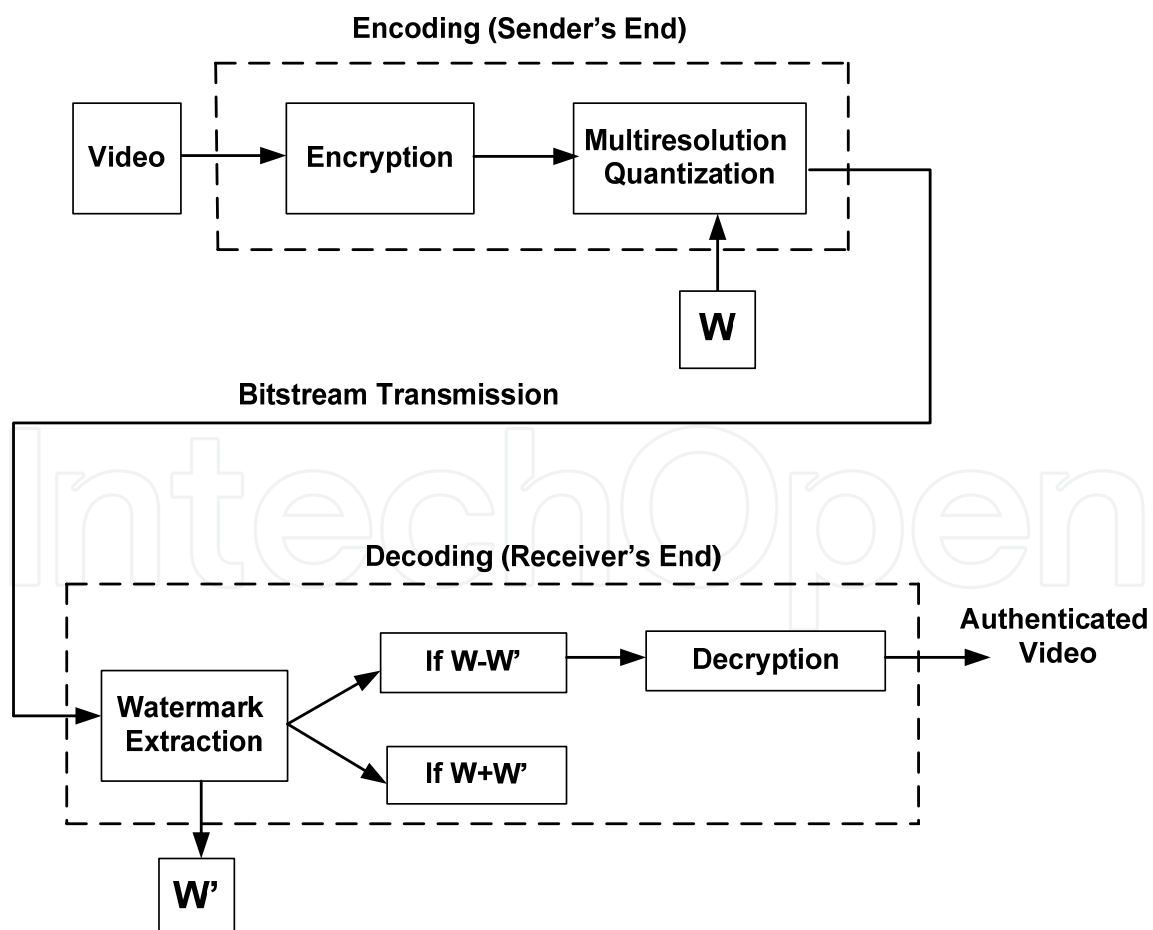 Encoding (Sender's End)
Video
Encryption
Multiresolution
Quantization
W
Bitstream Transmission
IntechOpen
Decoding (Receiver's End)
Authenticated
Video
If W-W'
Decryption
Watermark
Extraction
If W+W'
W'